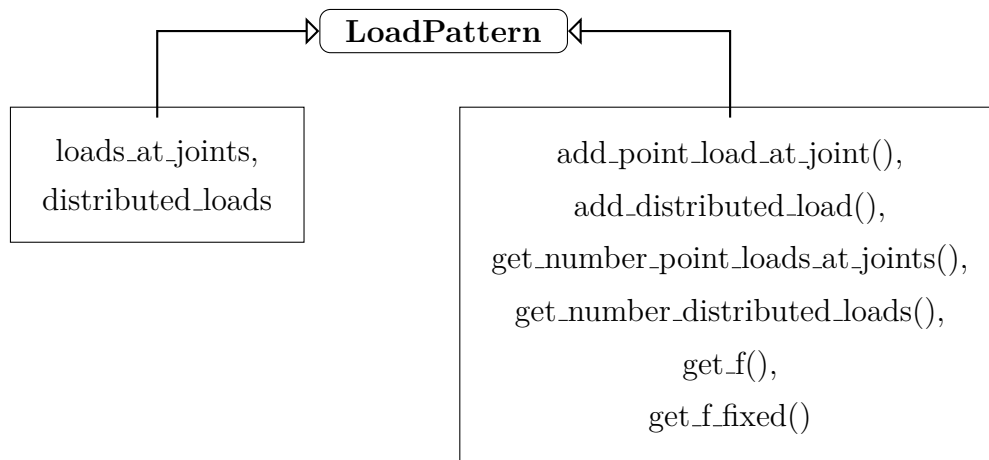 LoadPattern
loads_at_joints,
distributed_loads
add_point_load_at_joint(),
add_distributed_load(),
get_number_point_loads_at_joints(),
get_number_distributed_loads(),
get_f(),
get_f_fixed()